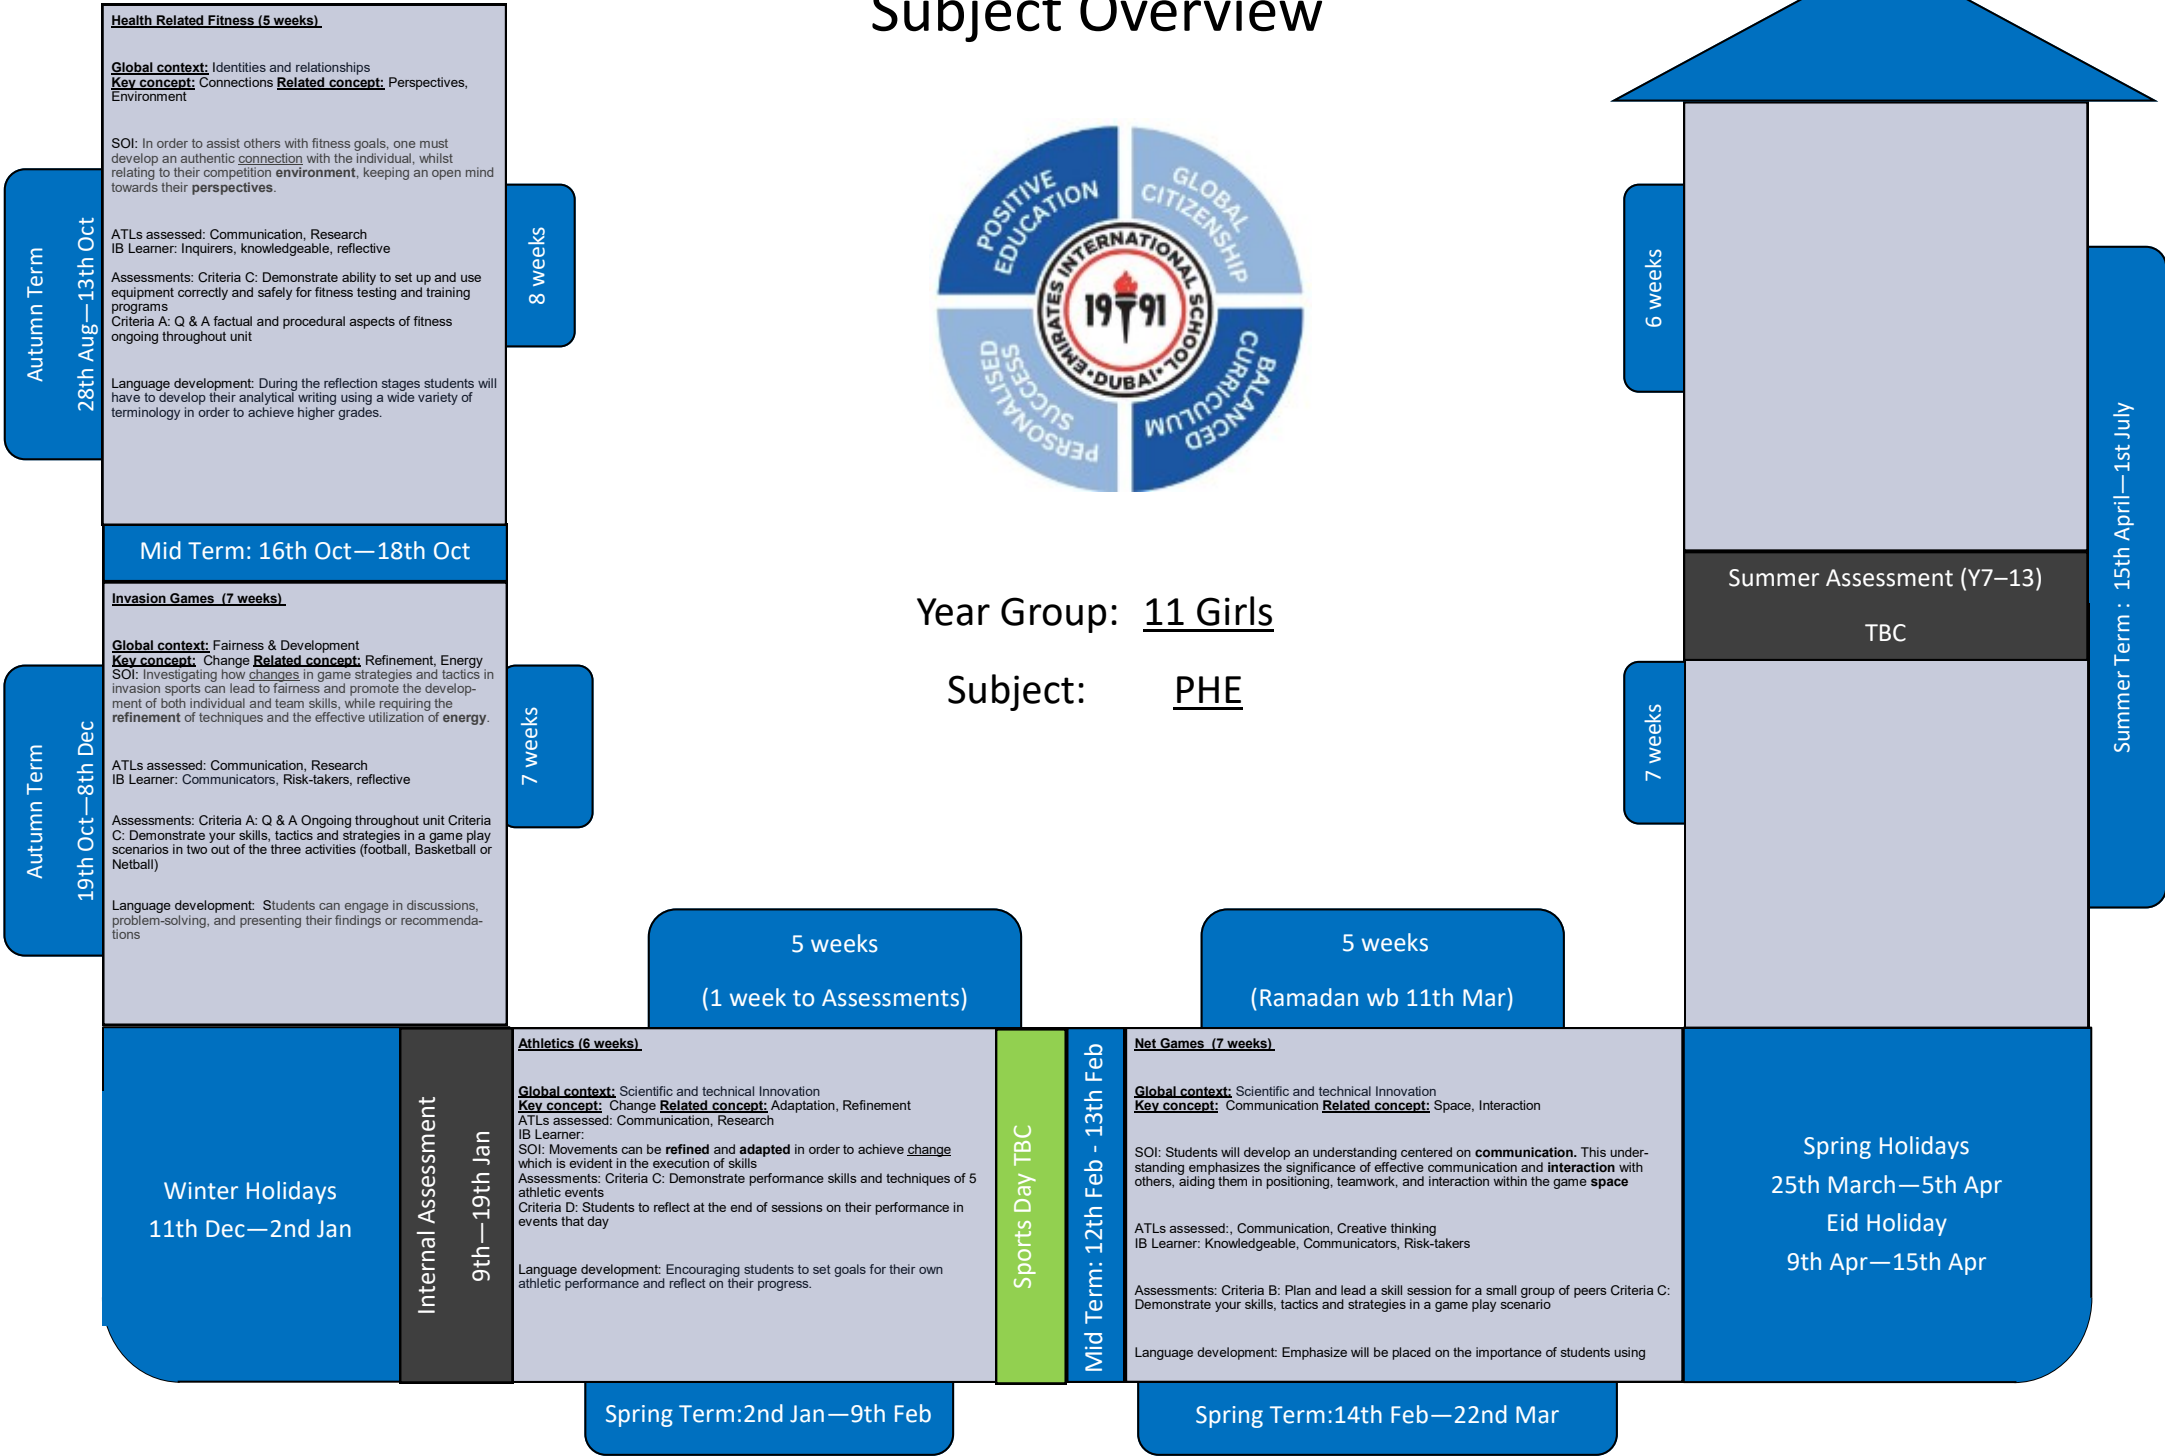 Subject Overview
Health Related Fitness (5 weeks)
Global context: Identities and relationships
Key concept: Connections Related concept: Perspectives,
Environment
SOI: In order to assist others with fitness goals, one must
develop an authentic connection with the individual, whilst
relating to their competition environment, keeping an open mind
towards their perspectives.
ATLs assessed: Communication, Research
IB Learner: Inquirers, knowledgeable, reflective
Assessments: Criteria C: Demonstrate ability to set up and use
equipment correctly and safely for fitness testing and training
programs
Criteria A: Q & A factual and procedural aspects of fitness
ongoing throughout unit
Language development: During the reflection stages students will
have to develop their analytical writing using a wide variety of
terminology in order to achieve higher grades.
Autumn Term
28th Aug—13th Oct
8 weeks
Mid Term: 16th Oct—18th Oct
Invasion Games (7 weeks)
Global context: Fairness & Development
Key concept: Change Related concept: Refinement, Energy
SOI: Investigating how changes in game strategies and tactics in
invasion sports can lead to fairness and promote the develop-
ment of both individual and team skills, while requiring the
refinement of techniques and the effective utilization of energy.
ATLs assessed: Communication, Research
IB Learner: Communicators, Risk-takers, reflective
Assessments: Criteria A: Q & A Ongoing throughout unit Criteria
C: Demonstrate your skills, tactics and strategies in a game play
scenarios in two out of the three activities (football, Basketball or
Netball)
Language development: Students can engage in discussions,
problem-solving, and presenting their findings or recommenda-
tions
Autumn Term
19th Oct—8th Dec
7 weeks
POSITIVE
EDUCATION
GLOBAL
CITIZENSHIP
PERSONALISED
SUCCESS
BALANCED
CURRICULUM
EMIRATES INTERNATIONAL SCHOOL
•DUBAI•
1991
Year Group: 11 Girls
Subject: PHE
Winter Holidays
11th Dec—2nd Jan
Internal Assessment
9th—19th Jan
5 weeks
(1 week to Assessments)
Athletics (6 weeks)
Global context: Scientific and technical Innovation
Key concept: Change Related concept: Adaptation, Refinement
ATLs assessed: Communication, Research
IB Learner:
SOI: Movements can be refined and adapted in order to achieve change
which is evident in the execution of skills
Assessments: Criteria C: Demonstrate performance skills and techniques of 5
athletic events
Criteria D: Students to reflect at the end of sessions on their performance in
events that day
Language development: Encouraging students to set goals for their own
athletic performance and reflect on their progress.
Spring Term:2nd Jan—9th Feb
Sports Day TBC
Mid Term: 12th Feb - 13th Feb
5 weeks
(Ramadan wb 11th Mar)
Net Games (7 weeks)
Global context: Scientific and technical Innovation
Key concept: Communication Related concept: Space, Interaction
SOI: Students will develop an understanding centered on communication. This under-
standing emphasizes the significance of effective communication and interaction with
others, aiding them in positioning, teamwork, and interaction within the game space
ATLs assessed:, Communication, Creative thinking
IB Learner: Knowledgeable, Communicators, Risk-takers
Assessments: Criteria B: Plan and lead a skill session for a small group of peers Criteria C:
Demonstrate your skills, tactics and strategies in a game play scenario
Language development: Emphasize will be placed on the importance of students using
Spring Term:14th Feb—22nd Mar
Spring Holidays
25th March—5th Apr
Eid Holiday
9th Apr—15th Apr
7 weeks
Summer Assessment (Y7–13)
TBC
6 weeks
Summer Term : 15th April—1st July